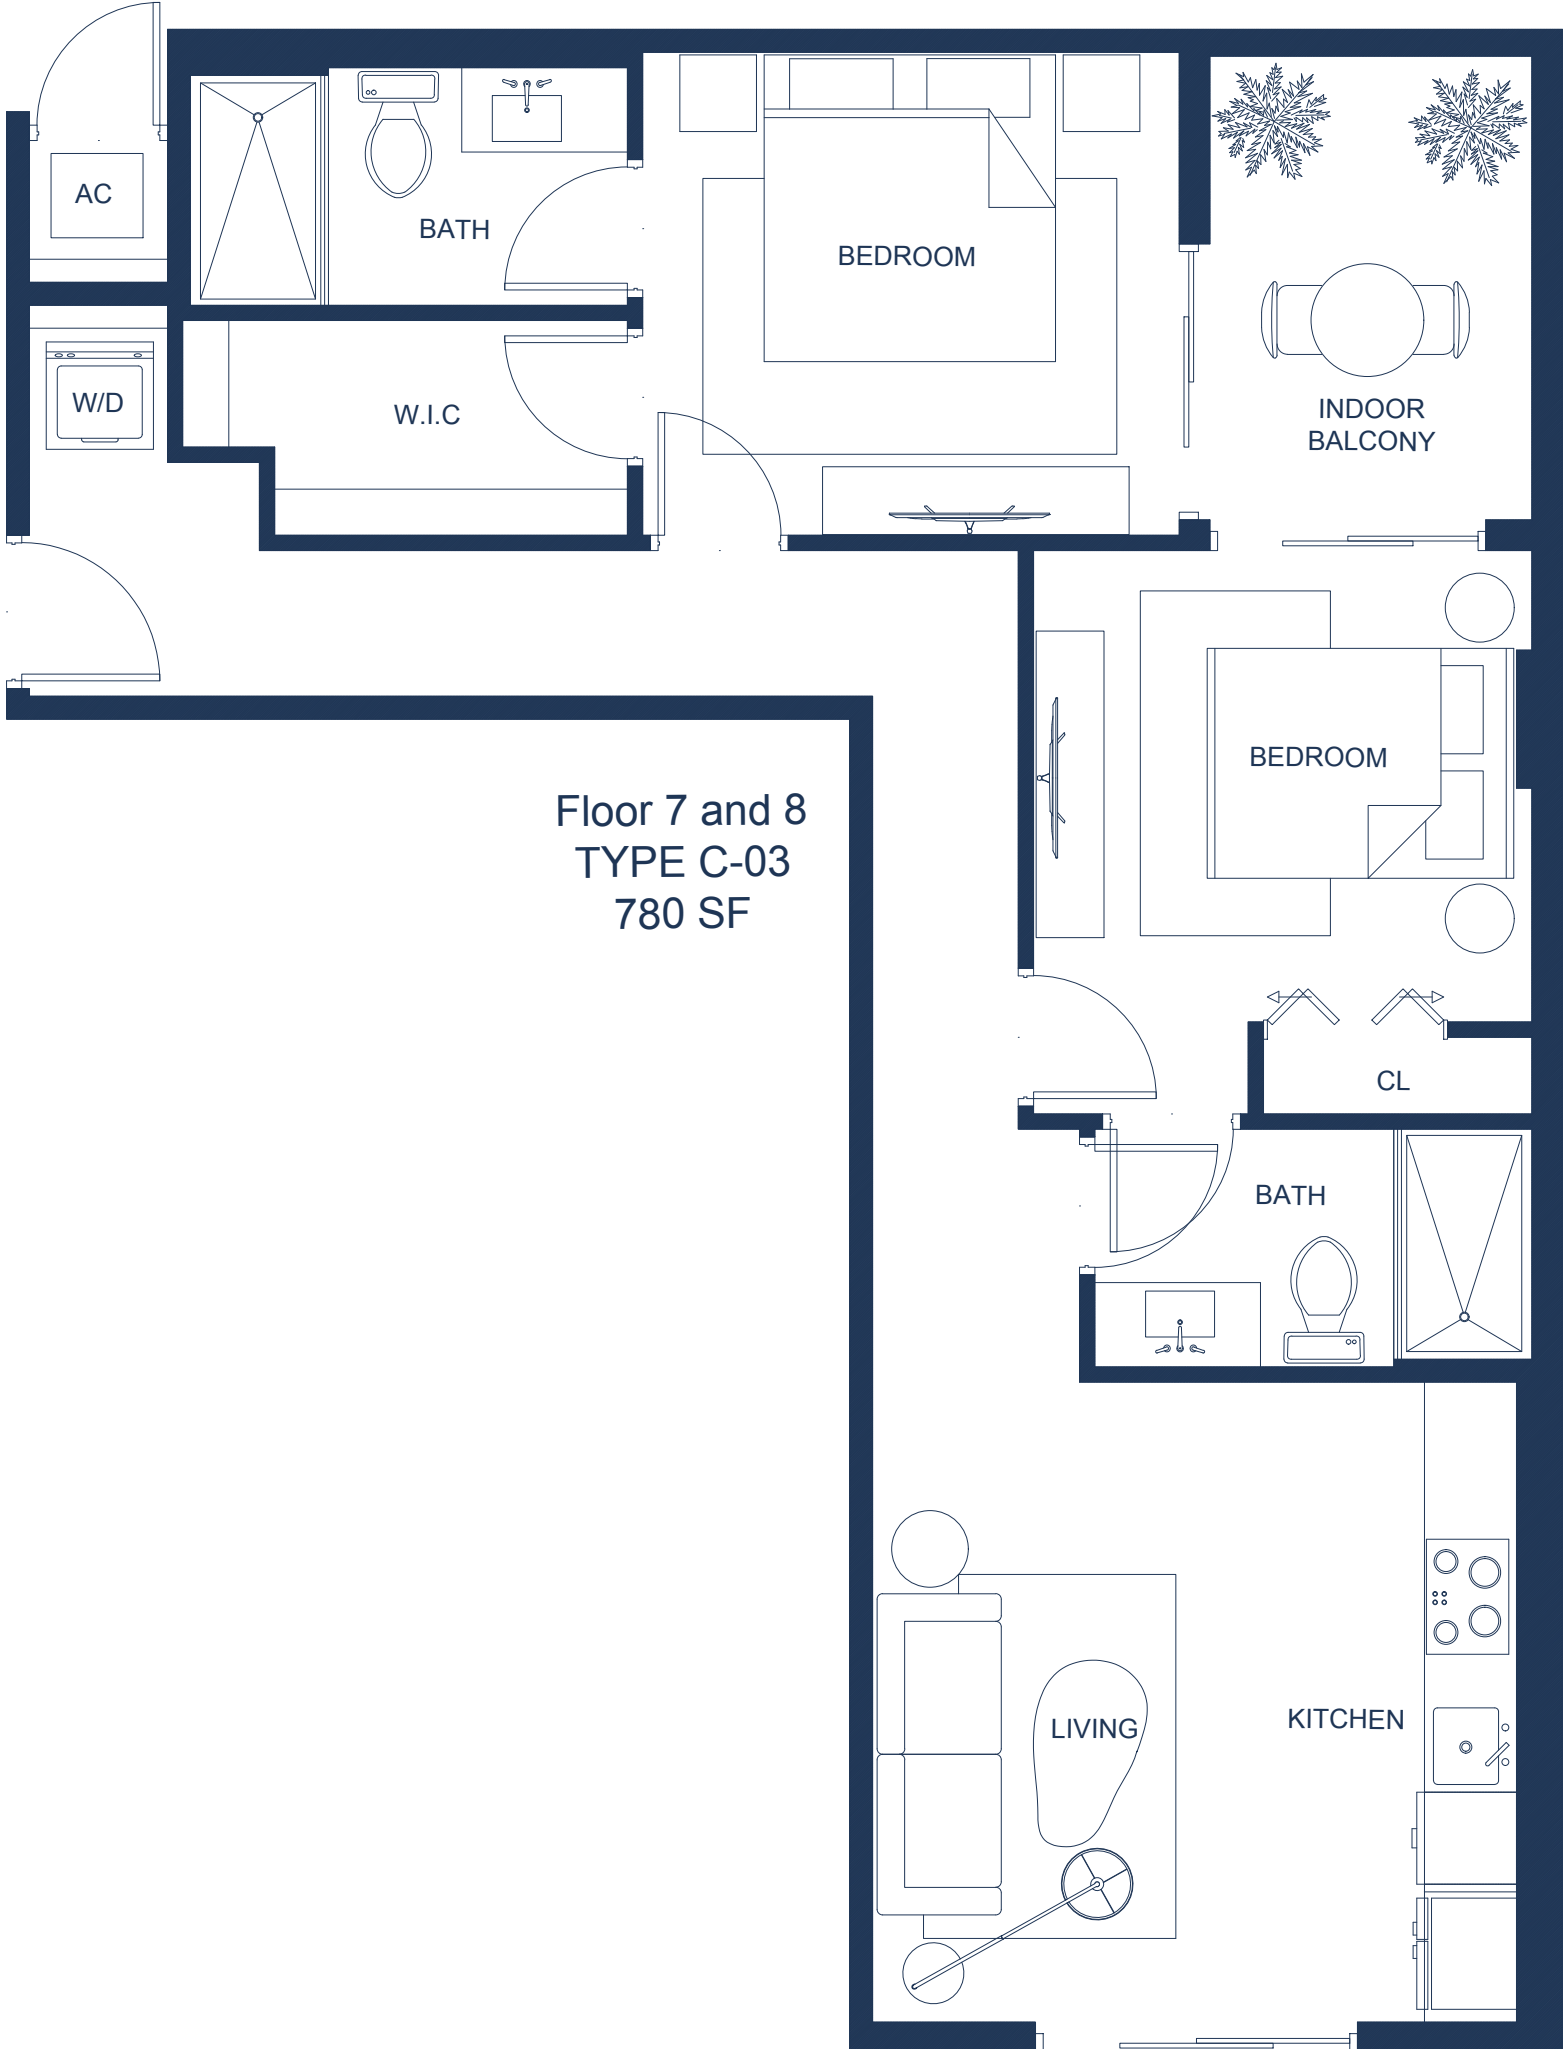 AC
BATH
BEDROOM
W/D
W.I.C
INDOOR
BALCONY
BEDROOM
Floor 7 and 8
TYPE C-03
780 SF
CL
BATH
LIVING
KITCHEN